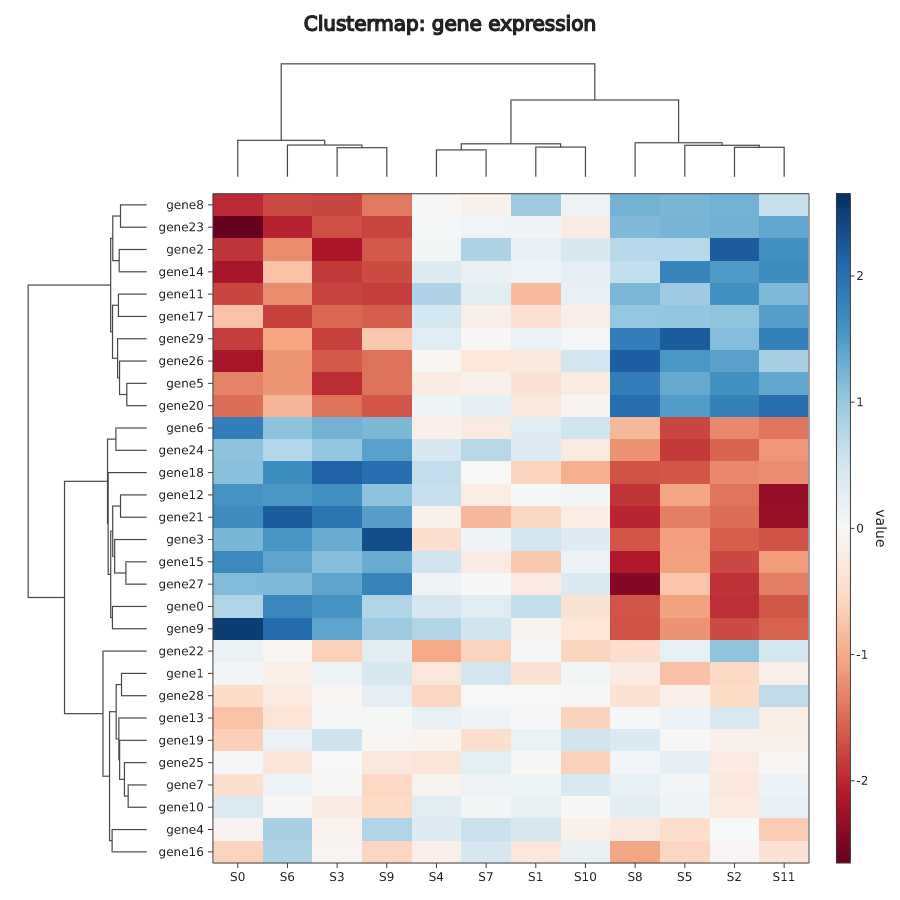 Clustermap: gene expression
gene8
gene23
gene2
gene14
gene11
gene17
gene29
gene26
gene5
gene20
gene6
gene24
gene18
gene12
gene21
gene3
gene15
gene27
gene0
gene9
gene22
gene1
gene28
gene13
gene19
gene25
gene7
gene10
gene4
gene16
S0 S6 S3 S9 S4 S7 S1 S10 S8 S5 S2 S11
2
1
0
-1
-2
value